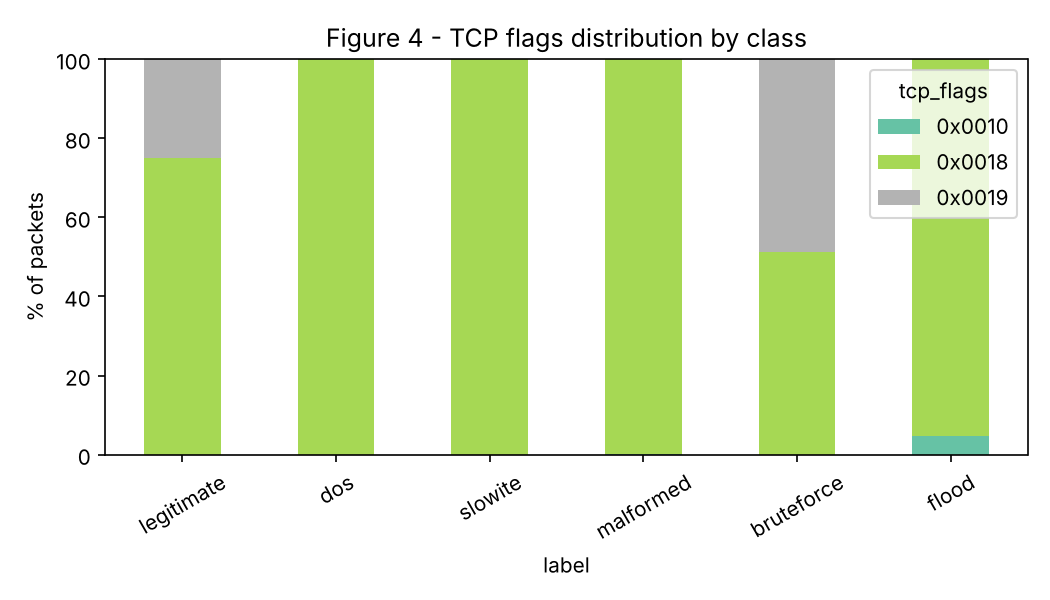 Figure 4 - TCP flags distribution by class
% of packets
100
80
60
40
20
0
tcp_flags
0x0010
0x0018
0x0019
legitimate
dos
slowite
malformed
bruteforce
flood
label